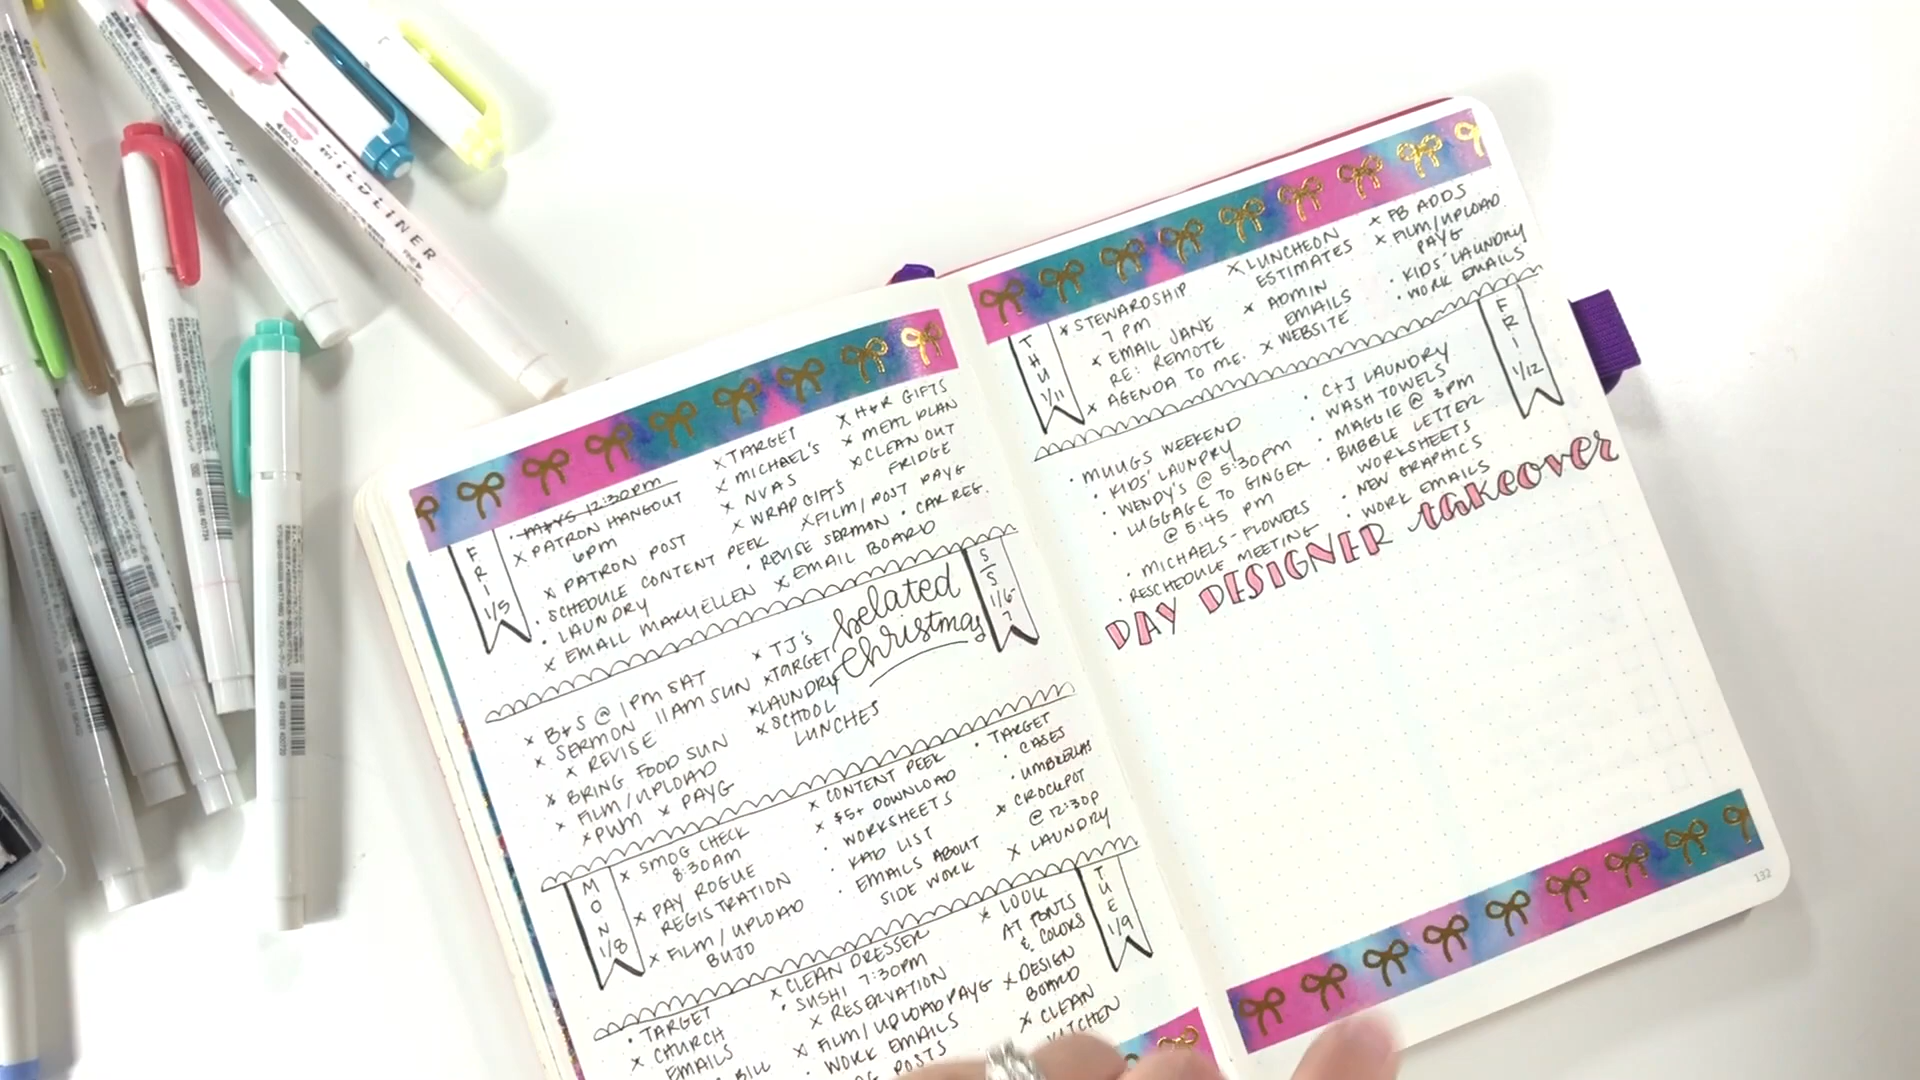 WILDLINER
MILDLINER
· M+Y'S 12:30PM
× PATRON HANGOUT
6PM
× PATRON POST
· SCHEDULE CONTENT PEEK
· LAUNDRY
× EMAIL MARY ELLEN
× TARGET
× MICHAEL'S
× NVAS
× WRAP GIFTS
× FILM/POST PAYG
· REVISE SERMON · CAR REG.
× EMAIL BOARD
× H+R GIFTS
× MEAL PLAN
× CLEAN OUT
FRIDGE
FRI
1/5
S/S
1/6-
7
belated
christmas
× B+S @ 1PM SAT
× SERMON 11AM SUN
× REVISE
× BRING FOOD SUN
× FILM/UPLOAD
× PWM × PAYG
× TJ'S
× TARGET
× LAUNDRY
× SCHOOL
LUNCHES
MON
1/8
× SMOG CHECK
8:30AM
× PAY ROGUE
REGISTRATION
× FILM/UPLOAD
BUJO
× CONTENT PEEK
× $5+ DOWNLOAD
· WORKSHEETS
· KAD LIST
· EMAILS ABOUT
SIDE WORK
· TARGET
· CASES
· UMBRELLAS
× CROCKPOT
@ 12:30P
× LAUNDRY
TUE
1/9
· TARGET
× CHURCH
× EMAILS
BILL
× CLEAN DRESSER
· SUSHI 7:30PM
× RESERVATION
× FILM/UPLOAD PAYG
· WORK EMAILS
POSTS
× LOOK
AT FONTS
& COLORS
× DESIGN
BOARD
× CLEAN
KITCHEN
THU
1/11
× STEWARDSHIP
7 PM
× EMAIL JANE
RE: REMOTE
× AGENDA TO ME.
× LUNCHEON
ESTIMATES
× ADMIN
EMAILS
× WEBSITE
× FB ADDS
× FILM/UPLOAD
PAYG
· KIDS' LAUNDRY
· WORK EMAILS
FRI
1/12
· MUUGS WEEKEND
· KIDS' LAUNDRY
· WENDY'S @ 5:30PM
· LUGGAGE TO GINGER
@ 5:45 PM
· MICHAELS - FLOWERS
· RESCHEDULE MEETING
· C+J LAUNDRY
· WASH TOWELS
· MAGGIE @ 3PM
· BUBBLE LETTER
WORKSHEETS
· NEW GRAPHICS
· WORK EMAILS
DAY DESIGNER takeover
132